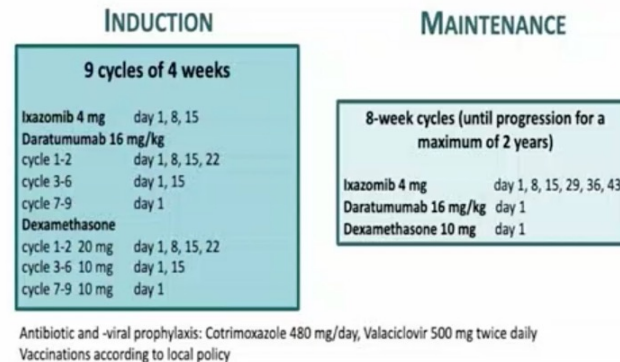 INDUCTION
9 cycles of 4 weeks
Ixazomib 4 mg day 1, 8, 15
Daratumumab 16 mg/kg
cycle 1-2 day 1, 8, 15, 22
cycle 3-6 day 1, 15
cycle 7-9 day 1
Dexamethasone
cycle 1-2 20 mg day 1, 8, 15, 22
cycle 3-6 10 mg day 1, 15
cycle 7-9 10 mg day 1
MAINTENANCE
8-week cycles (until progression for a
maximum of 2 years)
Ixazomib 4 mg day 1, 8, 15, 29, 36, 43
Daratumumab 16 mg/kg day 1
Dexamethasone 10 mg day 1
Antibiotic and -viral prophylaxis: Cotrimoxazole 480 mg/day, Valaciclovir 500 mg twice daily
Vaccinations according to local policy